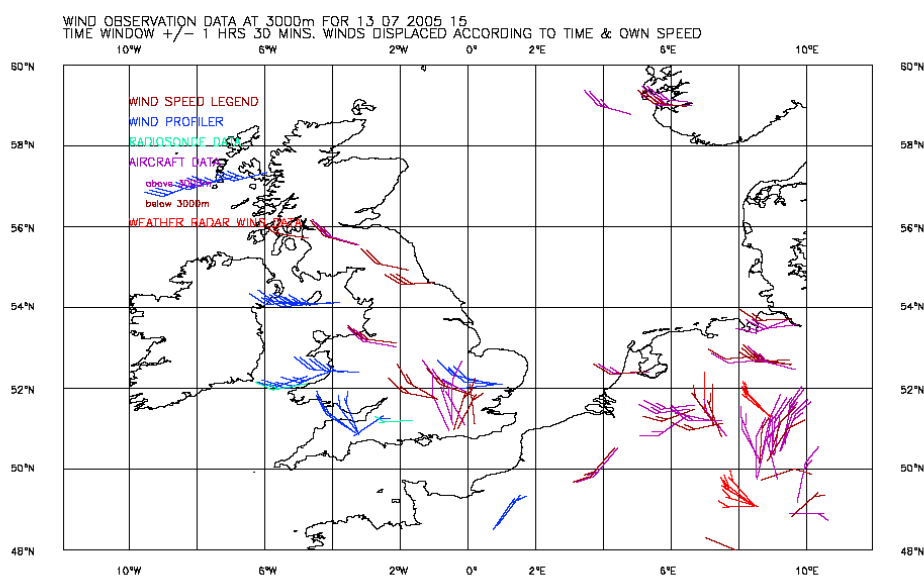 WIND OBSERVATION DATA AT 3000m FOR 13 07 2005 15
TIME WINDOW +/- 1 HRS 30 MINS. WINDS DISPLACED ACCORDING TO TIME & OWN SPEED
10°W 6°W 2°W 0°E 2°E 6°E 10°E
60°N 60°N
WIND SPEED LEGEND
WIND PROFILER
RADIOSONDE DATA
58°N 58°N
AIRCRAFT DATA
above 3000m
below 3000m
56°N 56°N
WEATHER RADAR WIND DATA
54°N 54°N
52°N 52°N
50°N 50°N
48°N 48°N
10°W 6°W 2°W 0°E 2°E 6°E 10°E